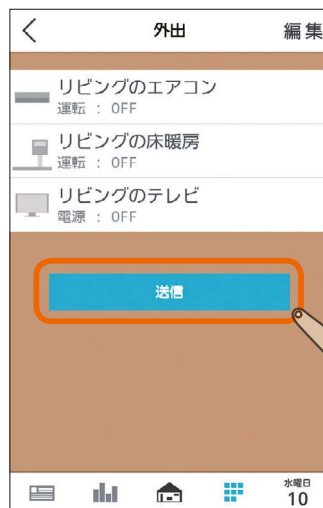 外出 編集
リビングのエアコン
運転 : OFF
リビングの床暖房
運転 : OFF
リビングのテレビ
電源 : OFF
送信
水曜日
10